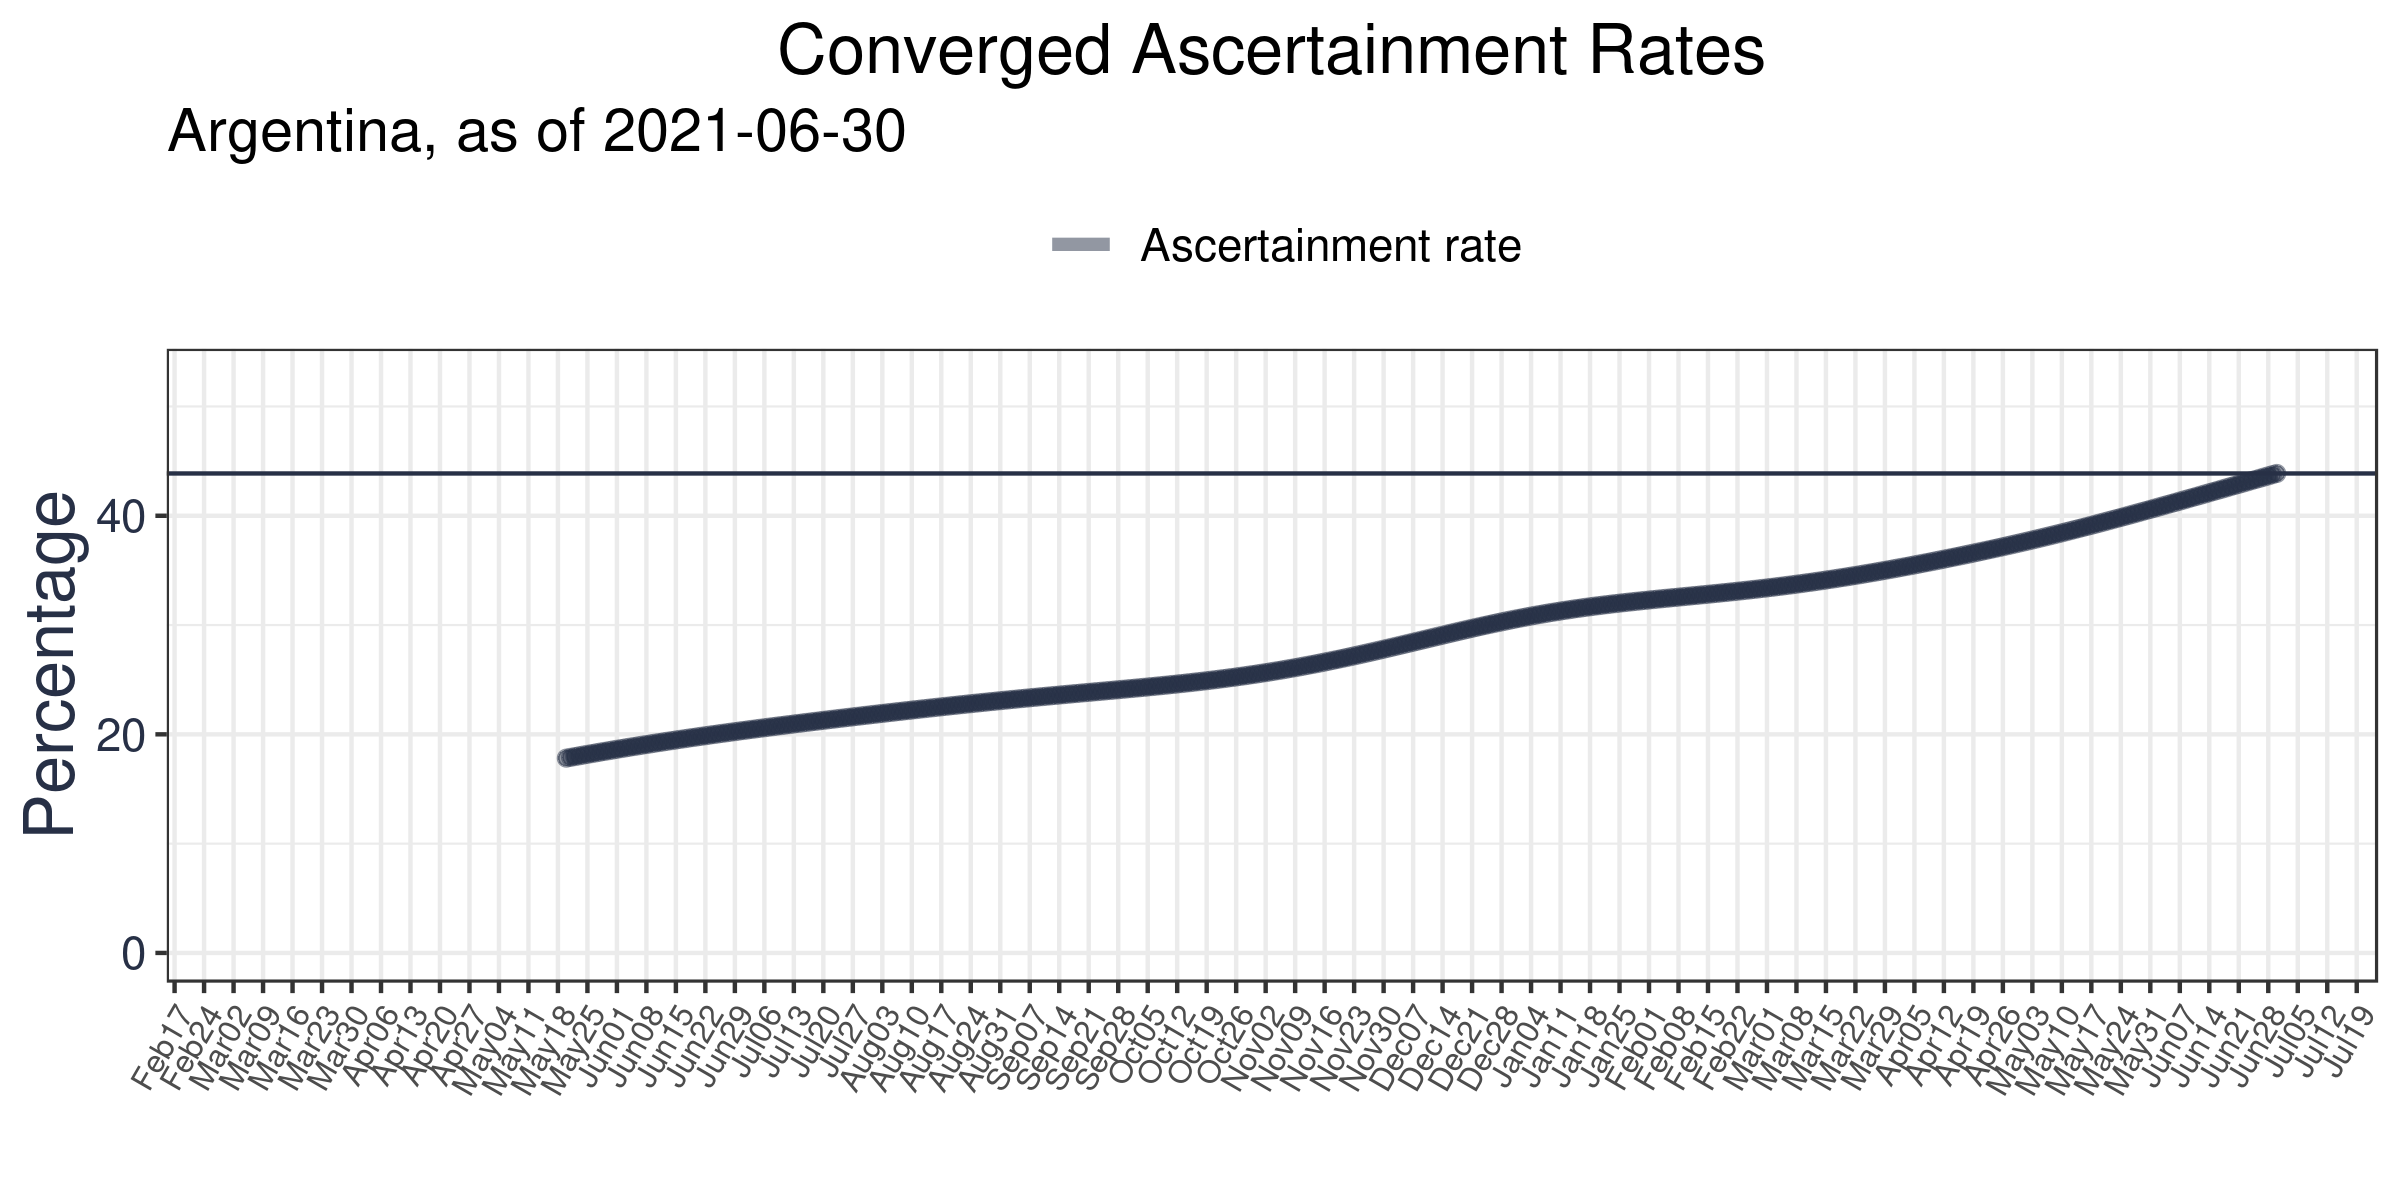 Converged Ascertainment Rates
Argentina, as of 2021-06-30
Ascertainment rate
Percentage
40
20
0
Feb17 Feb24 Mar02 Mar09 Mar16 Mar23 Mar30 Apr06 Apr13 Apr20 Apr27 May04 May11 May18 May25 Jun01 Jun08 Jun15 Jun22 Jun29 Jul06 Jul13 Jul20 Jul27 Aug03 Aug10 Aug17 Aug24 Aug31 Sep07 Sep14 Sep21 Sep28 Oct05 Oct12 Oct19 Oct26 Nov02 Nov09 Nov16 Nov23 Nov30 Dec07 Dec14 Dec21 Dec28 Jan04 Jan11 Jan18 Jan25 Feb01 Feb08 Feb15 Feb22 Mar01 Mar08 Mar15 Mar22 Mar29 Apr05 Apr12 Apr19 Apr26 May03 May10 May17 May24 May31 Jun07 Jun14 Jun21 Jun28 Jul05 Jul12 Jul19